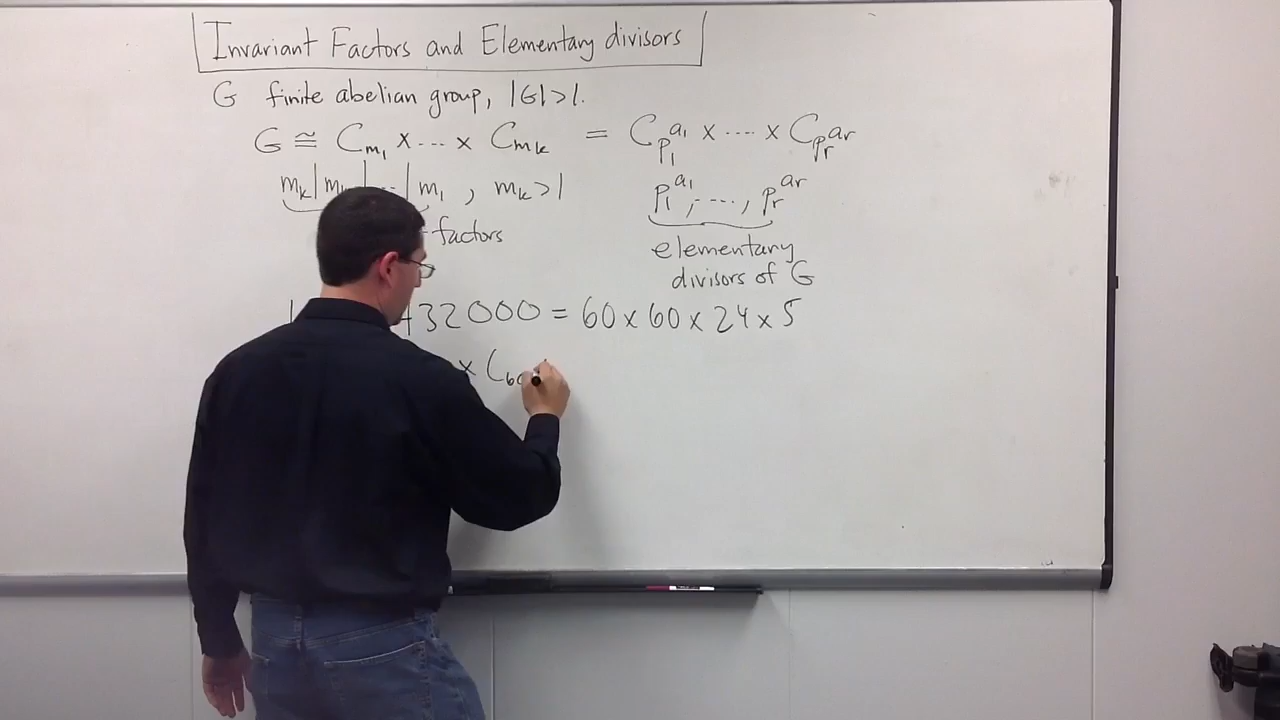 Invariant Factors and Elementary divisors
G finite abelian group, |G|>1.
G ≅ C_{m_1} x ... x C_{m_k} = C_{p_1^{a_1}} x .... x C_{p_r^{a_r}}
m_k | | m_1 , m_k > 1 p_1^{a_1}, ...., p_r^{a_r}
factors elementary
divisors of G
432000 = 60 x 60 x 24 x 5
x C_{60}